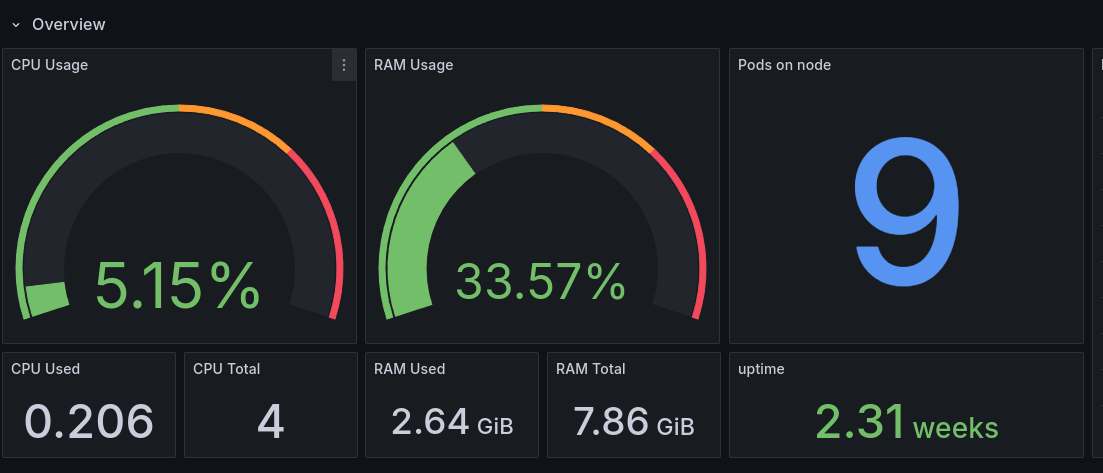 Overview
CPU Usage
RAM Usage
Pods on node
5.15%
33.57%
9
CPU Used
CPU Total
RAM Used
RAM Total
uptime
0.206
4
2.64 GiB
7.86 GiB
2.31 weeks